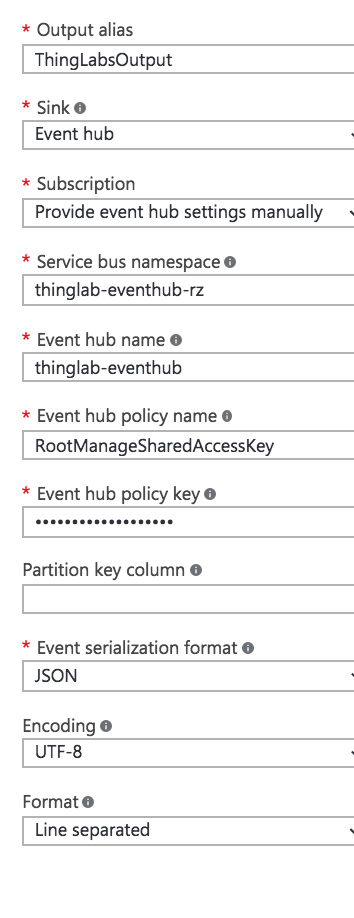 * Output alias
ThingLabsOutput
* Sink
Event hub
* Subscription
Provide event hub settings manually
* Service bus namespace
thinglab-eventhub-rz
* Event hub name
thinglab-eventhub
* Event hub policy name
RootManageSharedAccessKey
* Event hub policy key
•••••••••••••••••••
Partition key column
* Event serialization format
JSON
Encoding
UTF-8
Format
Line separated